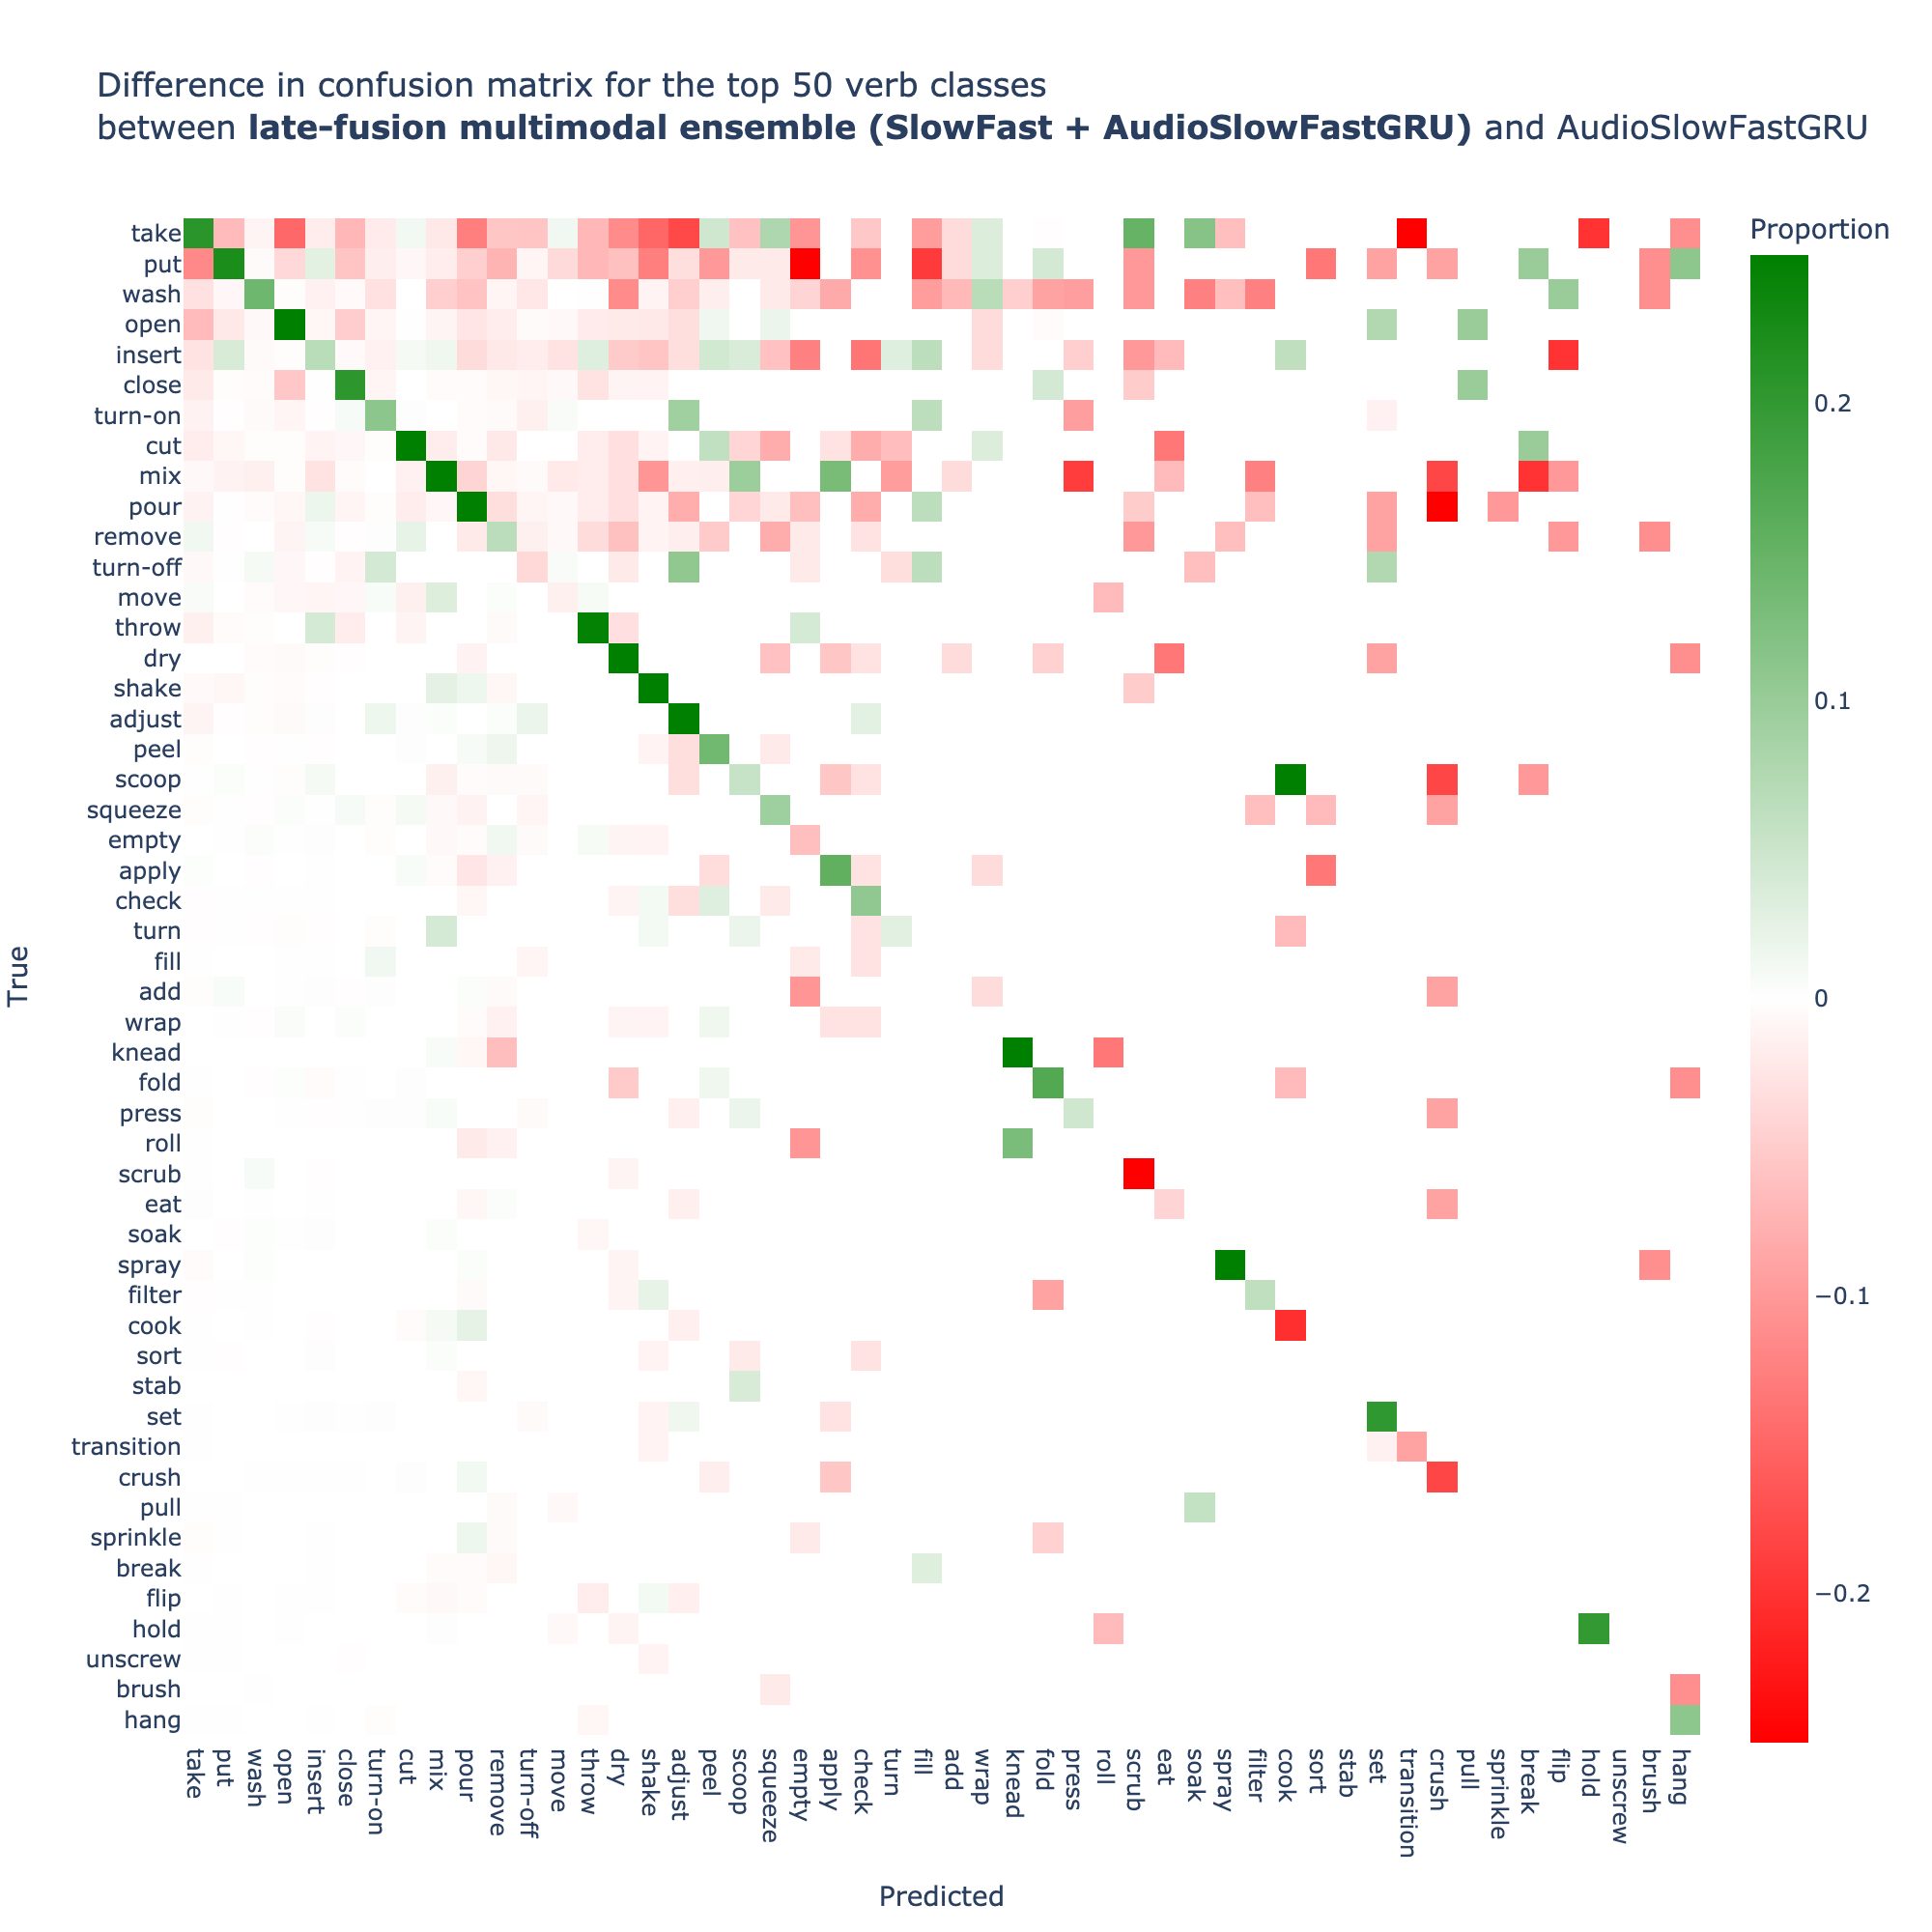 Difference in confusion matrix for the top 50 verb classes
between late-fusion multimodal ensemble (SlowFast + AudioSlowFastGRU) and AudioSlowFastGRU
Proportion
take
put
wash
open
insert
close
turn-on
cut
mix
pour
remove
turn-off
move
throw
dry
shake
adjust
peel
scoop
squeeze
empty
apply
check
turn
fill
add
wrap
knead
fold
press
roll
scrub
eat
soak
spray
filter
cook
sort
stab
set
transition
crush
pull
sprinkle
break
flip
hold
unscrew
brush
hang
True
take
put
wash
open
insert
close
turn-on
cut
mix
pour
remove
turn-off
move
throw
dry
shake
adjust
peel
scoop
squeeze
empty
apply
check
turn
fill
add
wrap
knead
fold
press
roll
scrub
eat
soak
spray
filter
cook
sort
stab
set
transition
crush
pull
sprinkle
break
flip
hold
unscrew
brush
hang
Predicted
0.2
0.1
0
−0.1
−0.2